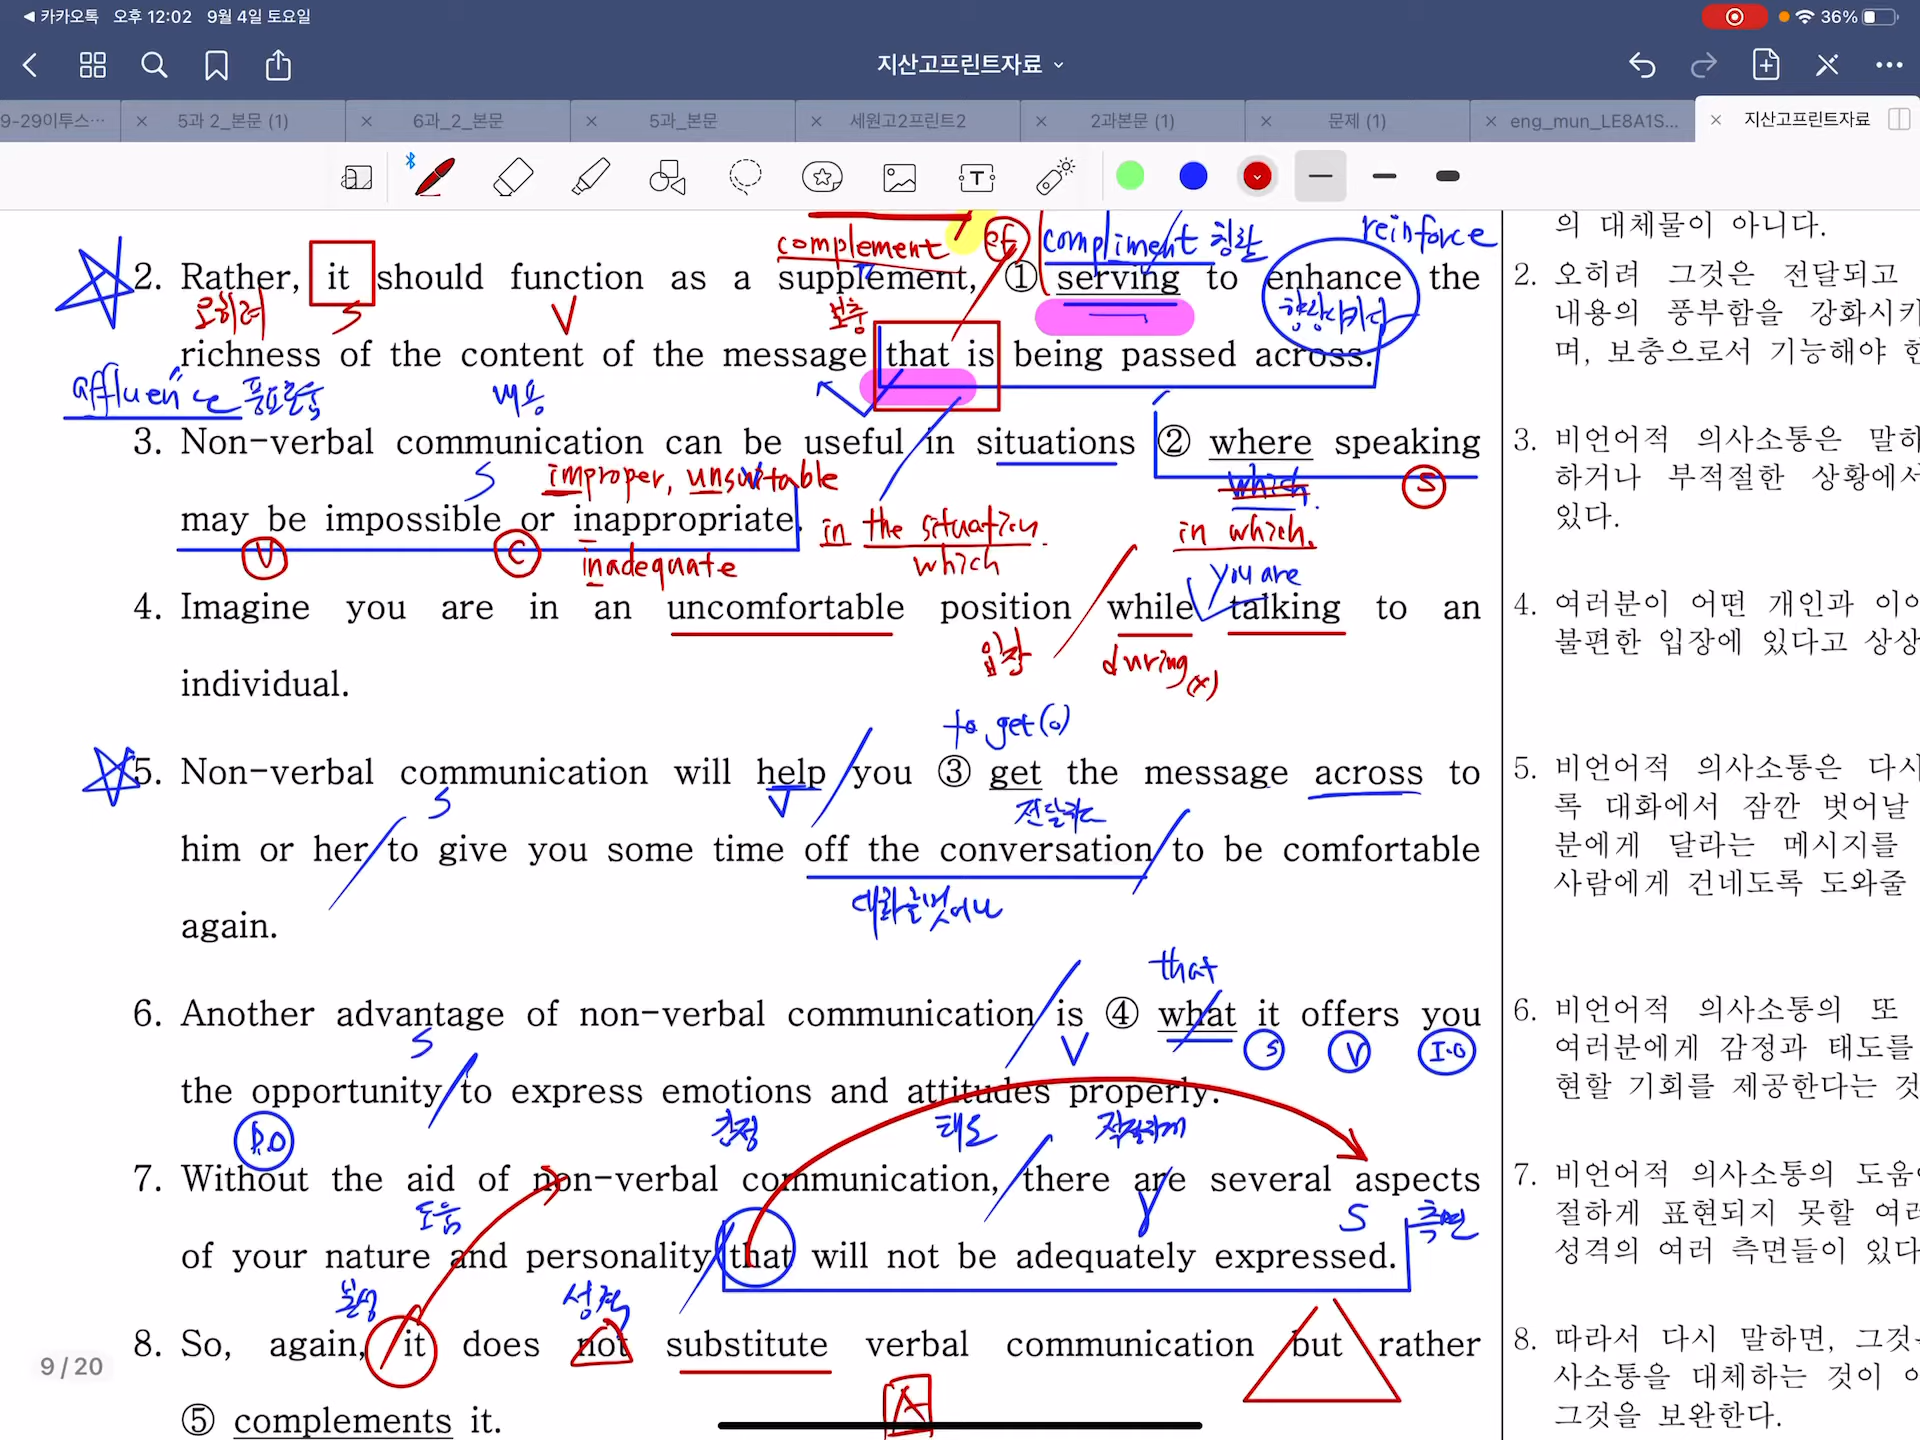 ◀ 카카오톡 오후 12:02 9월 4일 토요일 36%
지산고프린트자료
9-29이투스… × 5과 2_본문 (1) × 6과_2_본문 × 5과_본문 × 세원고2프린트2 × 2과본문 (1) × 문제 (1) × eng_mun_LE8A1S... × 지산고프린트자료
complement compliment 칭찬 reinforce
2. Rather, it should function as a supplement, ① serving to enhance the
오히려 S V 보충 향상시키다
richness of the content of the message that is being passed across.
affluence 풍요로움 내용
3. Non-verbal communication can be useful in situations ② where speaking
S improper, unsuitable which S
may be impossible or inappropriate. in the situation. in which.
V C inadequate which you are
4. Imagine you are in an uncomfortable position while talking to an
입장 during(x)
individual.
to get(o)
5. Non-verbal communication will help you ③ get the message across to
S V 전달하는
him or her to give you some time off the conversation to be comfortable
대화를벗어나
again.
that
6. Another advantage of non-verbal communication is ④ what it offers you
S V S V I.O
the opportunity to express emotions and attitudes properly.
D.O 감정 태도 적절하게
7. Without the aid of non-verbal communication, there are several aspects
도움 V S 측면
of your nature and personality that will not be adequately expressed.
본성 성격
8. So, again, it does not substitute verbal communication but rather
A
⑤ complements it.
의 대체물이 아니다.
2. 오히려 그것은 전달되고
내용의 풍부함을 강화시키
며, 보충으로서 기능해야 한
3. 비언어적 의사소통은 말하
하거나 부적절한 상황에서
있다.
4. 여러분이 어떤 개인과 이야
불편한 입장에 있다고 상상
5. 비언어적 의사소통은 다시
록 대화에서 잠깐 벗어날
분에게 달라는 메시지를
사람에게 건네도록 도와줄
6. 비언어적 의사소통의 또
여러분에게 감정과 태도를
현할 기회를 제공한다는 것
7. 비언어적 의사소통의 도움
절하게 표현되지 못할 여러
성격의 여러 측면들이 있다
8. 따라서 다시 말하면, 그것
사소통을 대체하는 것이 아
그것을 보완한다.
9 / 20